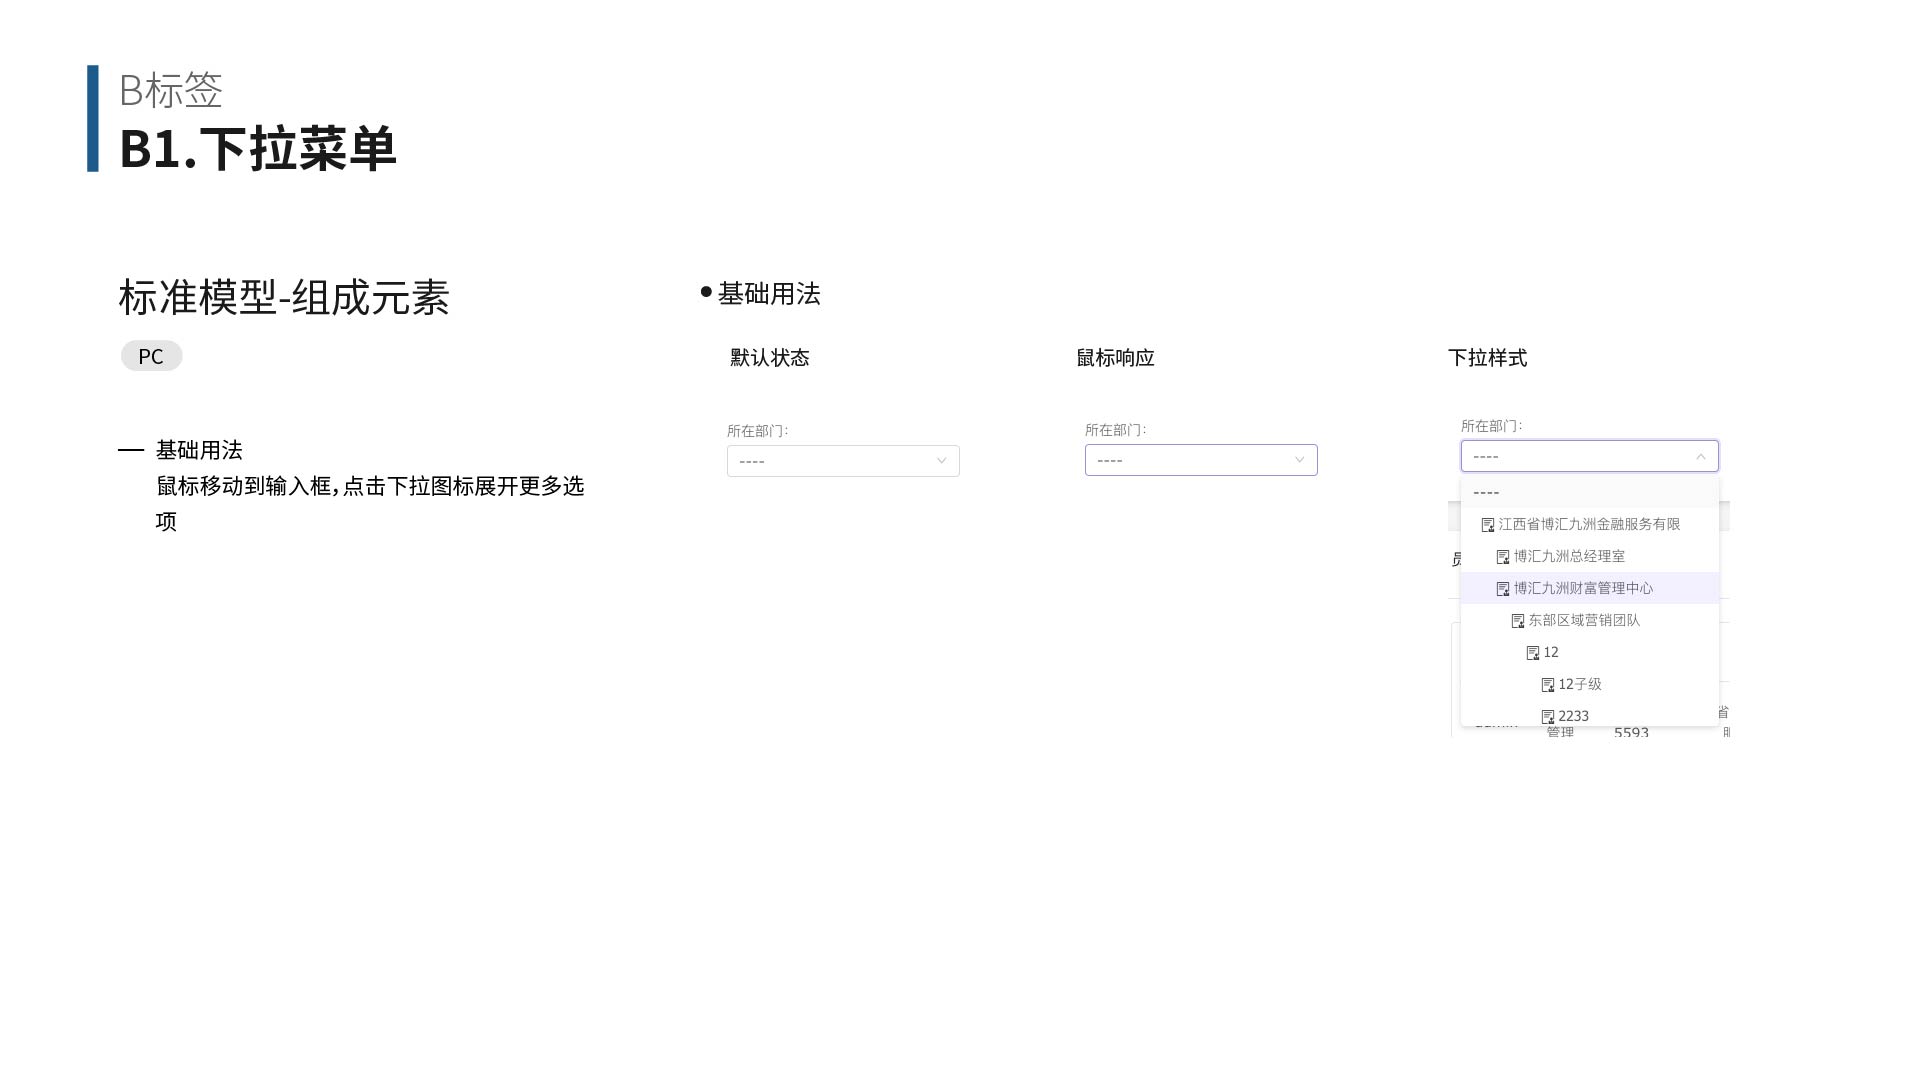 B标签
B1.下拉菜单
标准模型-组成元素
PC
基础用法
鼠标移动到输入框，点击下拉图标展开更多选
项
基础用法
默认状态
所在部门：
----
鼠标响应
所在部门：
----
下拉样式
所在部门：
----
----
江西省博汇九洲金融服务有限
博汇九洲总经理室
博汇九洲财富管理中心
东部区域营销团队
12
12子级
2233
省
管理 5593